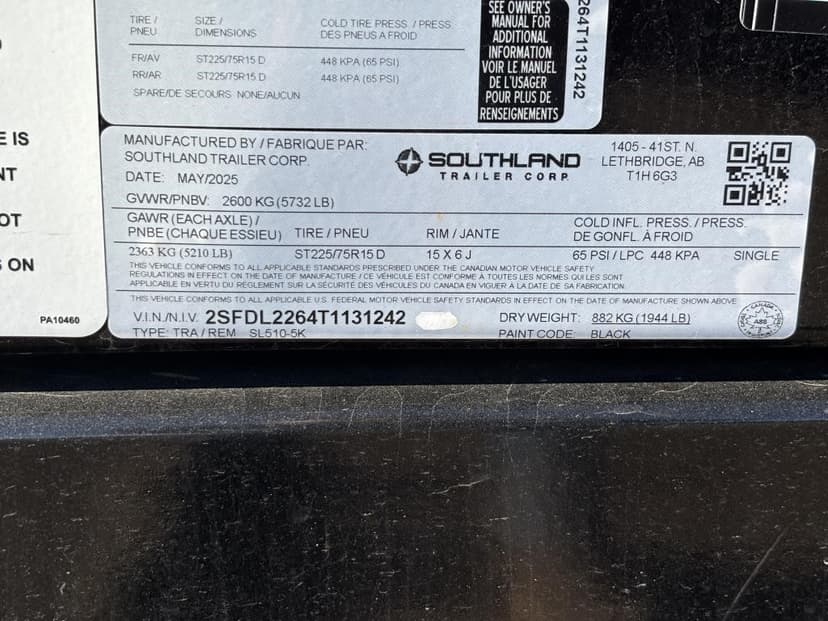 TIRE / PNEU
SIZE / DIMENSIONS
COLD TIRE PRESS. / PRESS. DES PNEUS A FROID
FR/AV ST225/75R15 D 448 KPA (65 PSI)
RR/AR ST225/75R15 D 448 KPA (65 PSI)
SPARE/DE SECOURS NONE/AUCUN
SEE OWNER'S
MANUAL FOR
ADDITIONAL
INFORMATION
VOIR LE MANUEL
DE L'USAGER
POUR PLUS DE
RENSEIGNEMENTS
264T1131242
E IS
NT
OT
S ON
PA10460
MANUFACTURED BY / FABRIQUE PAR:
SOUTHLAND TRAILER CORP.
DATE: MAY/2025
SOUTHLAND
TRAILER CORP.
1405 - 41ST. N.
LETHBRIDGE, AB
T1H 6G3
GVWR/PNBV: 2600 KG (5732 LB)
GAWR (EACH AXLE) /
PNBE (CHAQUE ESSIEU) TIRE / PNEU RIM / JANTE
COLD INFL. PRESS. / PRESS.
DE GONFL. À FROID
2363 KG (5210 LB) ST225/75R15 D 15 X 6 J 65 PSI / LPC 448 KPA SINGLE
THIS VEHICLE CONFORMS TO ALL APPLICABLE STANDARDS PRESCRIBED UNDER THE CANADIAN MOTOR VEHICLE SAFETY
REGULATIONS IN EFFECT ON THE DATE OF MANUFACTURE / CE VÉHICULE EST CONFORME À TOUTES LES NORMES QUI LUI SONT
APPLICABLE EN VERTU DU RÈGLEMENT SUR LA SÉCURITÉ DES VÉHICULES DU CANADA EN VIGUEUR À LA DATE DE SA FABRICATION.
THIS VEHICLE CONFORMS TO ALL APPLICABLE U.S. FEDERAL MOTOR VEHICLE SAFETY STANDARDS IN EFFECT ON THE DATE OF MANUFACTURE SHOWN ABOVE
V.I.N./N.I.V. 2SFDL2264T1131242 DRY WEIGHT: 882 KG (1944 LB)
TYPE: TRA / REM SL510-5K PAINT CODE: BLACK
CANADA
ABS